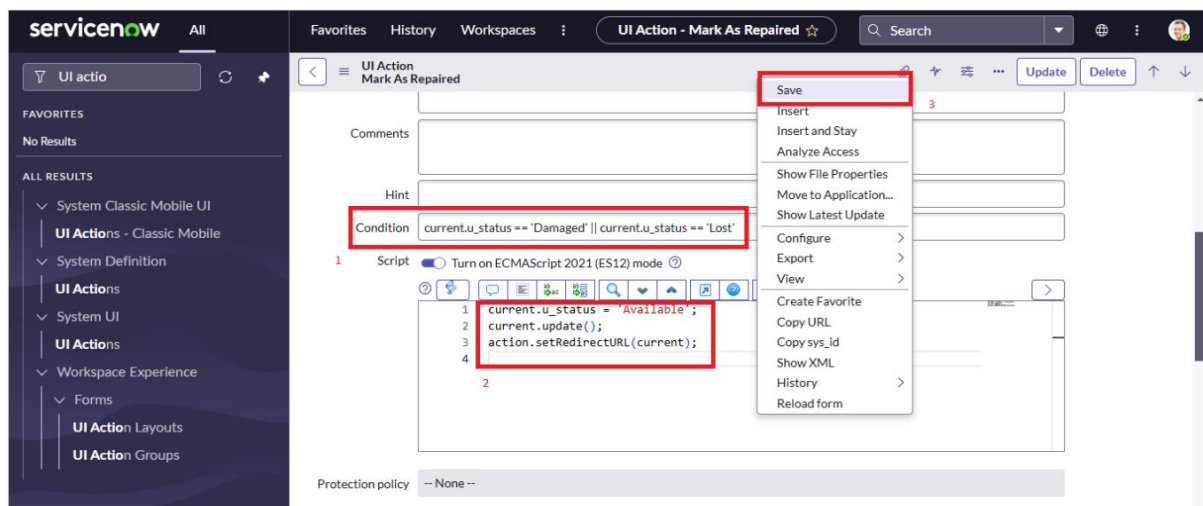 servicenow All Favorites History Workspaces UI Action - Mark As Repaired Search
UI actio
UI Action
Mark As Repaired
Update Delete
FAVORITES
No Results
ALL RESULTS
System Classic Mobile UI
UI Actions - Classic Mobile
System Definition
UI Actions
System UI
UI Actions
Workspace Experience
Forms
UI Action Layouts
UI Action Groups
Comments
Hint
Condition current.u_status == 'Damaged' || current.u_status == 'Lost'
1 Script Turn on ECMAScript 2021 (ES12) mode
1 current.u_status = 'Available';
2 current.update();
3 action.setRedirectURL(current);
4
2
Protection policy -- None --
Save
3
Insert
Insert and Stay
Analyze Access
Show File Properties
Move to Application...
Show Latest Update
Configure
Export
View
Create Favorite
Copy URL
Copy sys_id
Show XML
History
Reload form